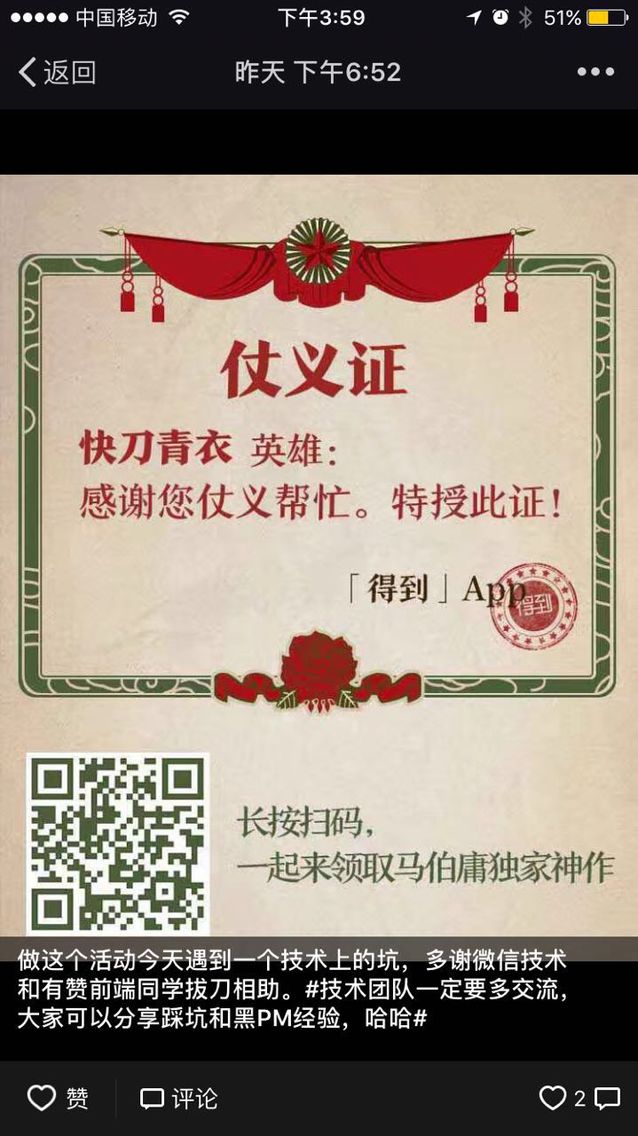 中国移动 下午3:59 51%
返回 昨天 下午6:52
仗义证
快刀青衣 英雄：
感谢您仗义帮忙。特授此证！
「得到」App
得到
长按扫码，
一起来领取马伯庸独家神作
做这个活动今天遇到一个技术上的坑，多谢微信技术
和有赞前端同学拔刀相助。#技术团队一定要多交流，
大家可以分享踩坑和黑PM经验，哈哈#
赞 评论 2